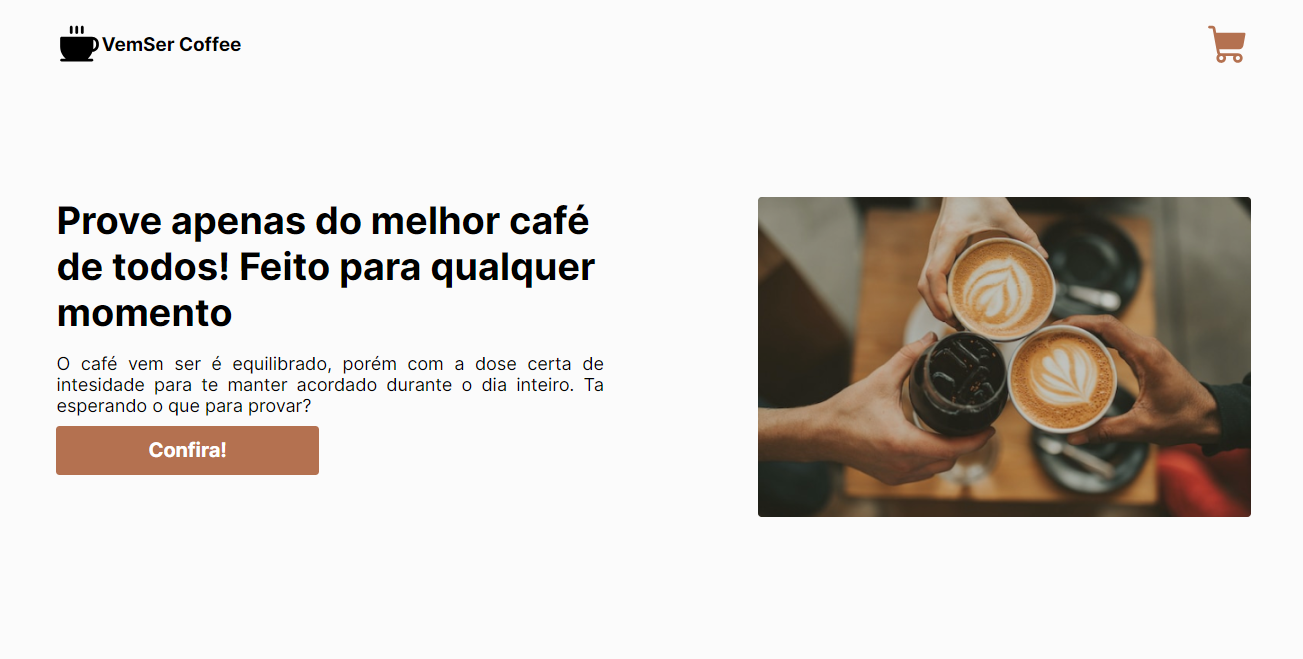 VemSer Coffee
Prove apenas do melhor café
de todos! Feito para qualquer
momento
O café vem ser é equilibrado, porém com a dose certa de
intesidade para te manter acordado durante o dia inteiro. Ta
esperando o que para provar?
Confira!